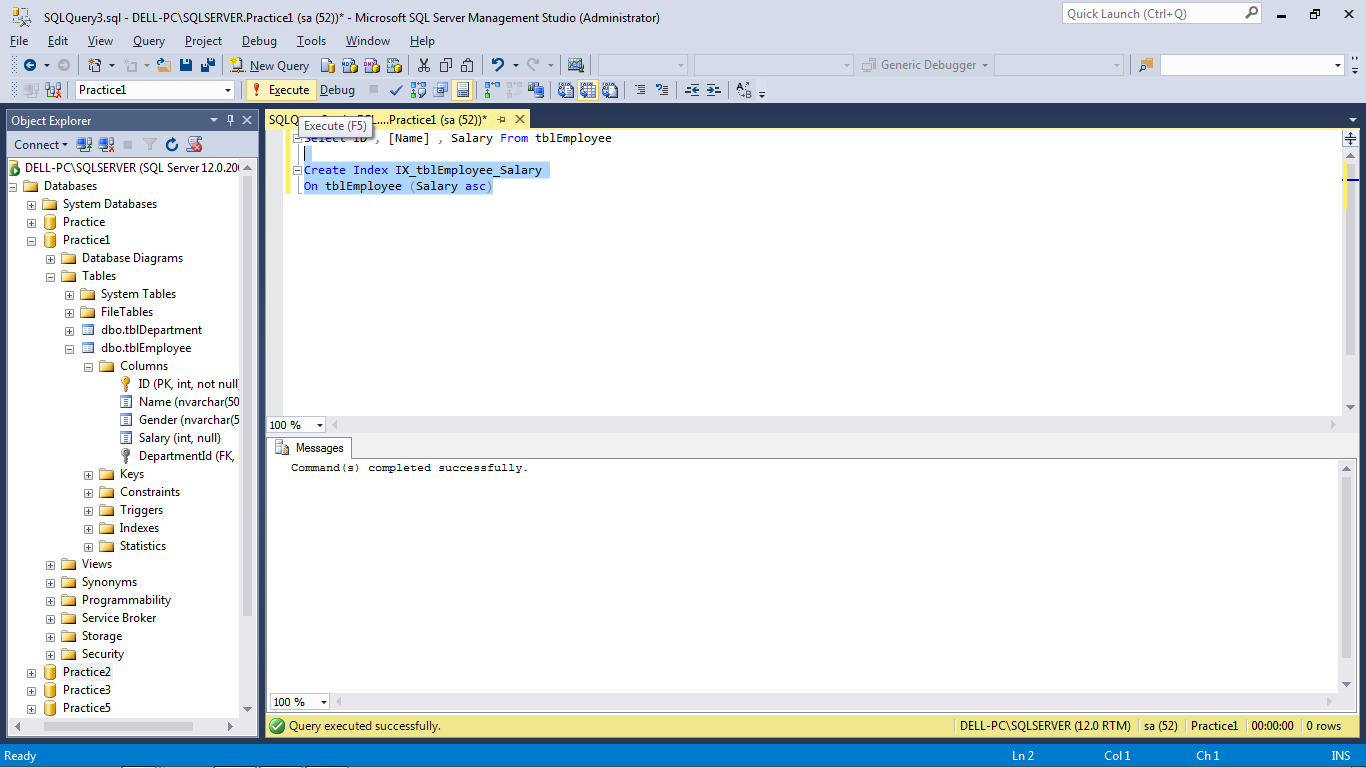 SQLQuery3.sql - DELL-PC\SQLSERVER.Practice1 (sa (52))* - Microsoft SQL Server Management Studio (Administrator)
Quick Launch (Ctrl+Q)
File Edit View Query Project Debug Tools Window Help
New Query
Generic Debugger
Practice1
Execute Debug
Object Explorer
....Practice1 (sa (52))*
Execute (F5)
Connect
Select ID , [Name] , Salary From tblEmployee
Create Index IX_tblEmployee_Salary
On tblEmployee (Salary asc)
DELL-PC\SQLSERVER (SQL Server 12.0.20
Databases
System Databases
Practice
Practice1
Database Diagrams
Tables
System Tables
FileTables
dbo.tblDepartment
dbo.tblEmployee
Columns
ID (PK, int, not null
Name (nvarchar(50
Gender (nvarchar(5
Salary (int, null)
DepartmentId (FK,
Keys
Constraints
Triggers
Indexes
Statistics
Views
Synonyms
Programmability
Service Broker
Storage
Security
Practice2
Practice3
Practice5
100 %
Messages
Command(s) completed successfully.
100 %
Query executed successfully.
DELL-PC\SQLSERVER (12.0 RTM) sa (52) Practice1 00:00:00 0 rows
Ready
Ln 2 Col 1 Ch 1 INS